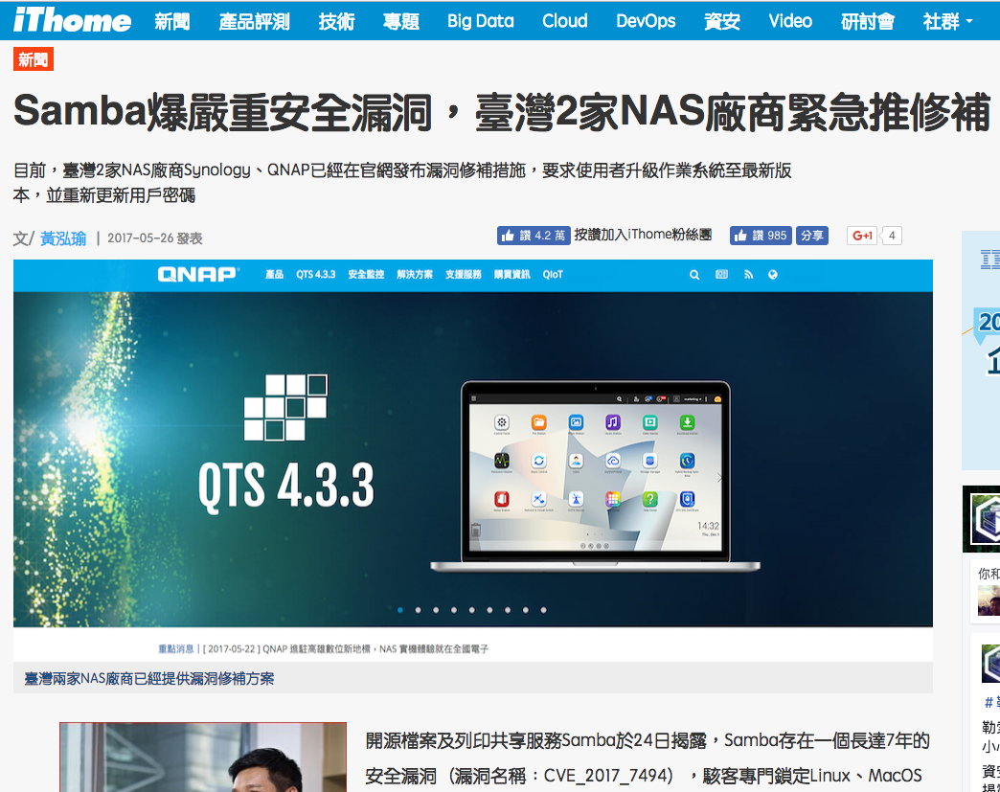 iThome 新聞 產品評測 技術 專題 Big Data Cloud DevOps 資安 Video 研討會 社群
新聞
Samba爆嚴重安全漏洞，臺灣2家NAS廠商緊急推修補
目前，臺灣2家NAS廠商Synology、QNAP已經在官網發布漏洞修補措施，要求使用者升級作業系統至最新版
本，並重新更新用戶密碼
文/ 黃泓瑜 | 2017-05-26 發表
讚 4.2 萬 按讚加入iThome粉絲團 讚 985 分享 G+1 4
QNAP 產品 QTS 4.3.3 安全監控 解決方案 支援服務 購買資訊 QIoT
QTS 4.3.3
14:32
重點消息 | [ 2017-05-22 ] QNAP 進駐高雄數位新地標，NAS 實機體驗就在全國電子
臺灣兩家NAS廠商已經提供漏洞修補方案
開源檔案及列印共享服務Samba於24日揭露，Samba存在一個長達7年的
安全漏洞（漏洞名稱：CVE_2017_7494），駭客專門鎖定Linux、MacOS
20
你和